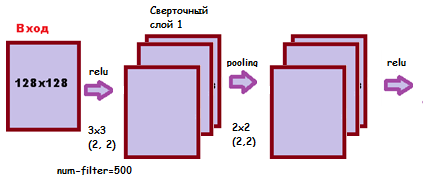 Сверточный
слой 1
Вход
128x128
relu
pooling
relu
3x3
(2, 2)
2x2
(2,2)
num-filter=500